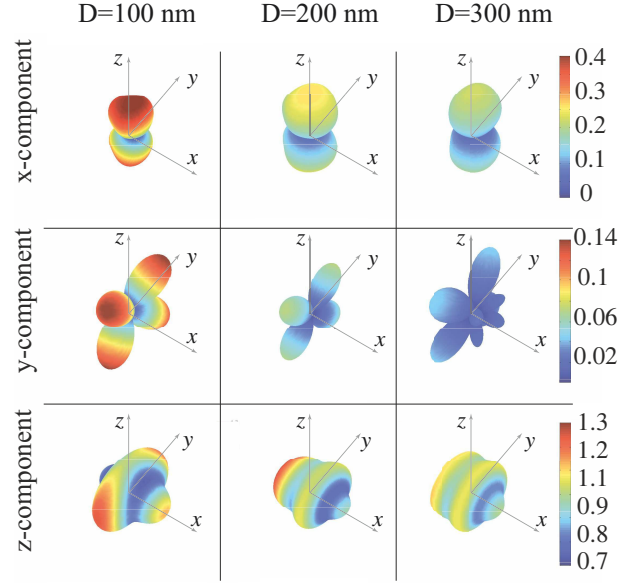 D=100 nm D=200 nm D=300 nm
x-component
z y x
z y x
z y x
0.4
0.3
0.2
0.1
0
y-component
z y x
z y x
z y x
0.14
0.1
0.06
0.02
z-component
z y x
z y x
z y x
1.3
1.2
1.1
1.0
0.9
0.8
0.7